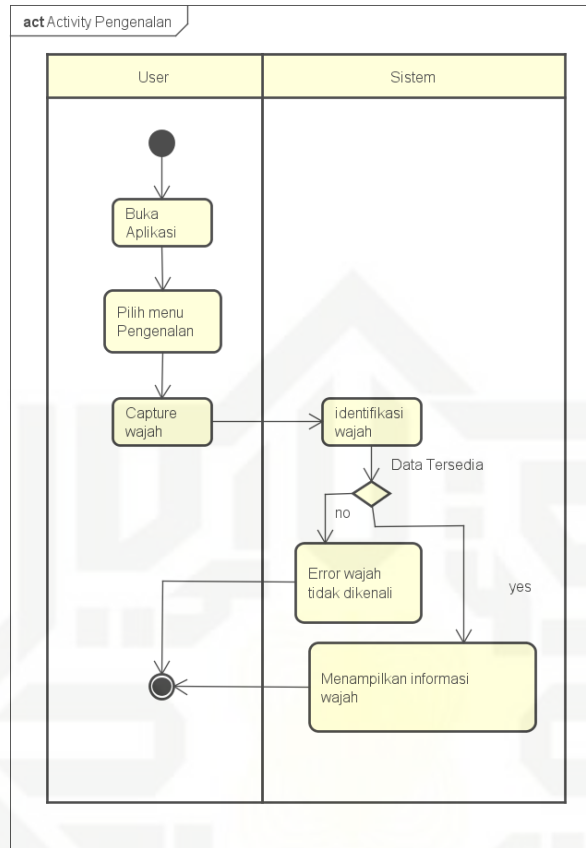 act Activity Pengenalan
User
Sistem
Buka
Aplikasi
Pilih menu
Pengenalan
Capture
wajah
identifikasi
wajah
Data Tersedia
no
Error wajah
tidak dikenali
yes
Menampilkan informasi
wajah